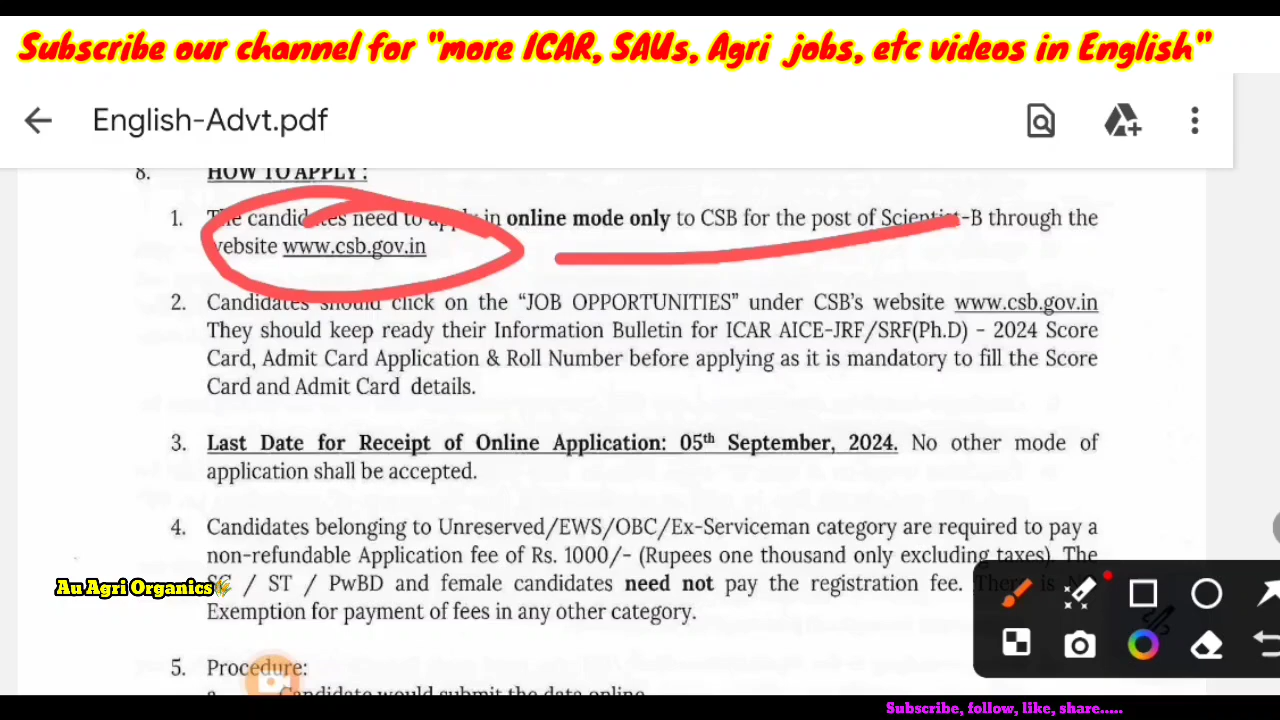 Subscribe our channel for "more ICAR, SAUs, Agri jobs, etc videos in English"
English-Advt.pdf
8. HOW TO APPLY :
1. The candidates need to apply in online mode only to CSB for the post of Scientist-B through the
website www.csb.gov.in
2. Candidates should click on the “JOB OPPORTUNITIES” under CSB’s website www.csb.gov.in
They should keep ready their Information Bulletin for ICAR AICE-JRF/SRF(Ph.D) - 2024 Score
Card, Admit Card Application & Roll Number before applying as it is mandatory to fill the Score
Card and Admit Card details.
3. Last Date for Receipt of Online Application: 05th September, 2024. No other mode of
application shall be accepted.
4. Candidates belonging to Unreserved/EWS/OBC/Ex-Serviceman category are required to pay a
non-refundable Application fee of Rs. 1000/- (Rupees one thousand only excluding taxes). The
Au Agri Organics
SC / ST / PwBD and female candidates need not pay the registration fee. There is
Exemption for payment of fees in any other category.
5. Procedure:
a. Candidate would submit the data online
Subscribe, follow, like, share.....